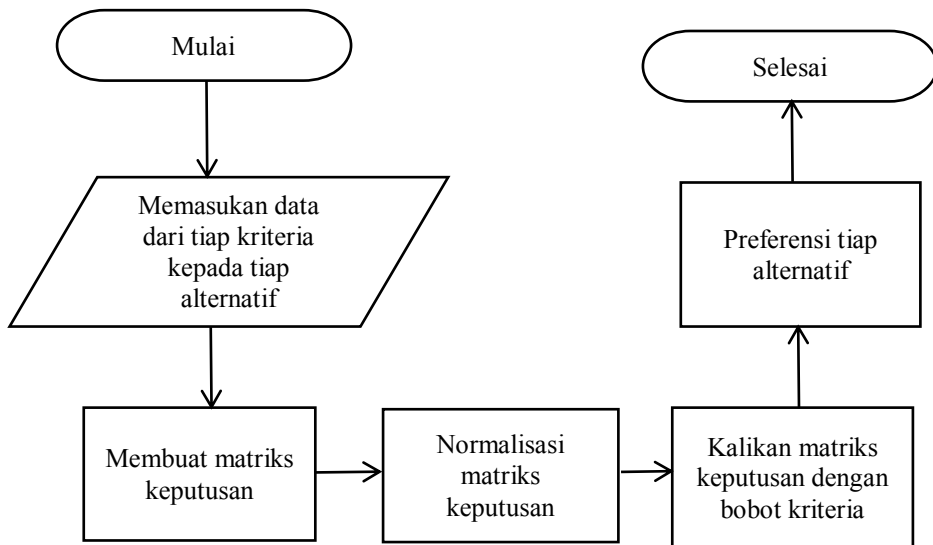 Mulai
Memasukan data
dari tiap kriteria
kepada tiap
alternatif
Membuat matriks
keputusan
Normalisasi
matriks
keputusan
Kalikan matriks
keputusan dengan
bobot kriteria
Preferensi tiap
alternatif
Selesai